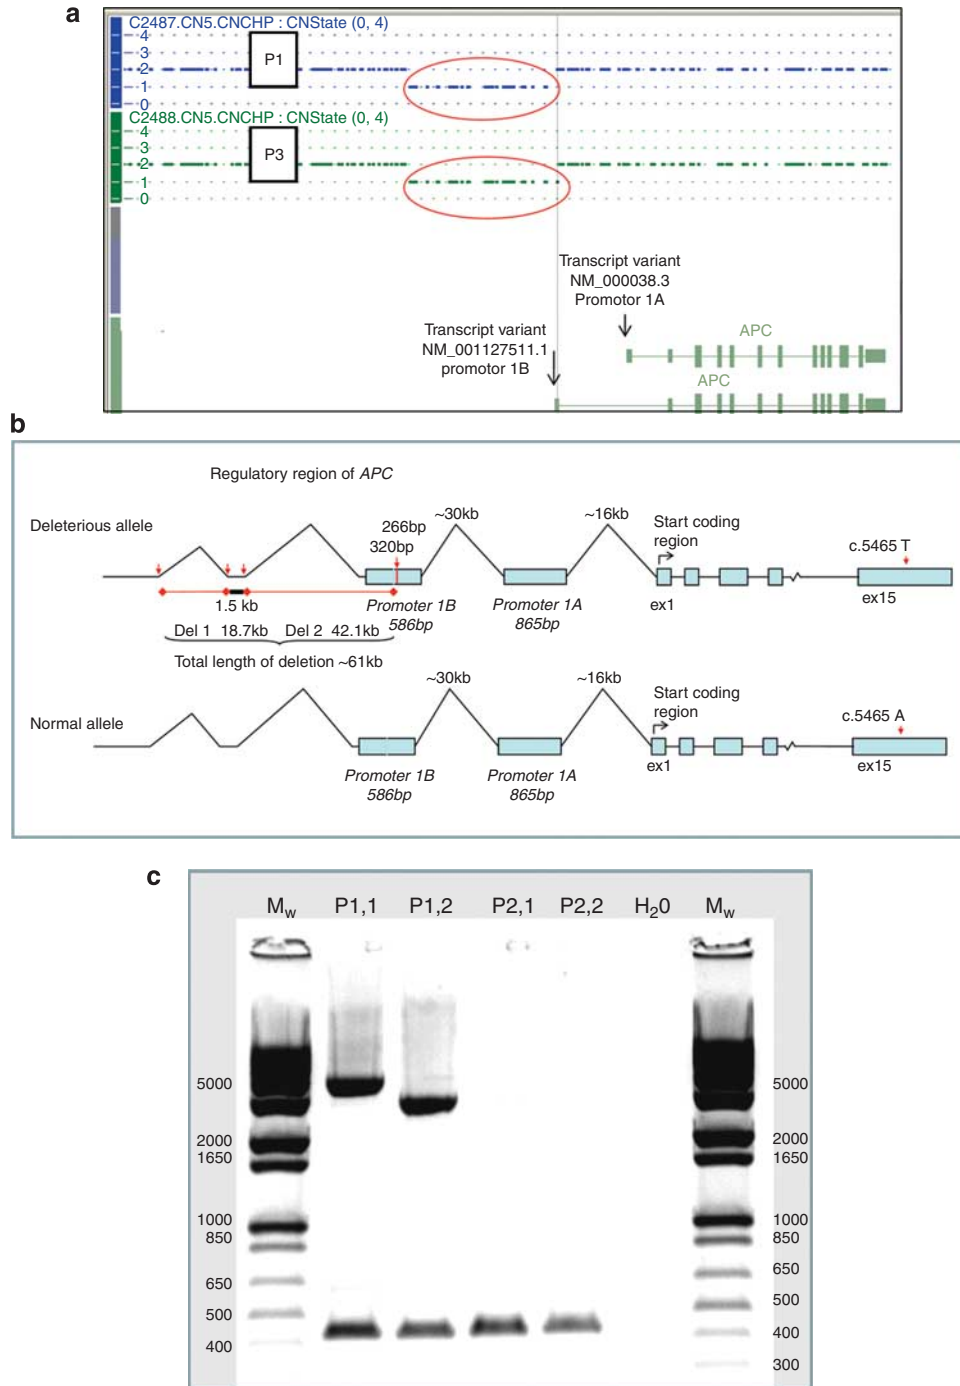 a
C2487.CN5.CNCHP : CNState (0, 4)
4
3
2
1
0
P1
C2488.CN5.CNCHP : CNState (0, 4)
4
3
2
1
0
P3
Transcript variant
NM_000038.3
Promotor 1A
Transcript variant
NM_001127511.1
promotor 1B
APC
APC
b
Regulatory region of APC
Deleterious allele
266bp
320bp
~30kb
~16kb
Start coding
region
c.5465 T
1.5 kb
Promoter 1B
586bp
Promoter 1A
865bp
ex1
ex15
Del 1 18.7kb Del 2 42.1kb
Total length of deletion ~61kb
Normal allele
~30kb
~16kb
Start coding
region
c.5465 A
Promoter 1B
586bp
Promoter 1A
865bp
ex1
ex15
c
Mw P1,1 P1,2 P2,1 P2,2 H20 Mw
5000 5000
2000 2000
1650 1650
1000 1000
850 850
650 650
500 500
400 400
300